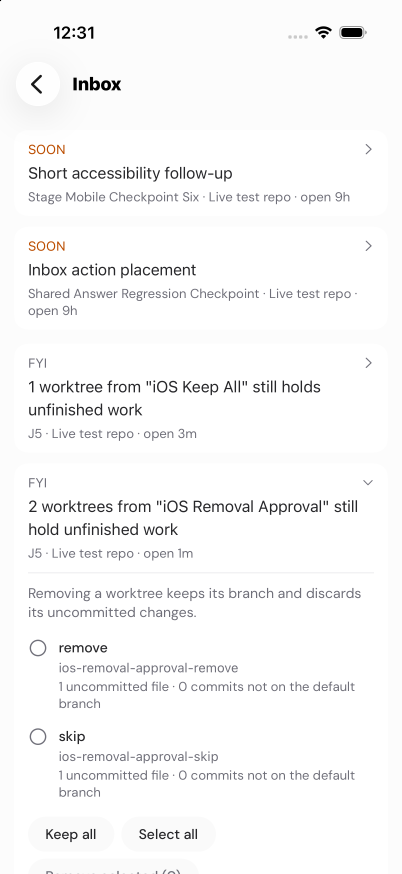 12:31
Inbox
SOON
Short accessibility follow-up
Stage Mobile Checkpoint Six · Live test repo · open 9h
SOON
Inbox action placement
Shared Answer Regression Checkpoint · Live test repo ·
open 9h
FYI
1 worktree from "iOS Keep All" still holds
unfinished work
J5 · Live test repo · open 3m
FYI
2 worktrees from "iOS Removal Approval" still
hold unfinished work
J5 · Live test repo · open 1m
Removing a worktree keeps its branch and discards
its uncommitted changes.
remove
ios-removal-approval-remove
1 uncommitted file · 0 commits not on the default
branch
skip
ios-removal-approval-skip
1 uncommitted file · 0 commits not on the default
branch
Keep all
Select all
Remove selected (0)